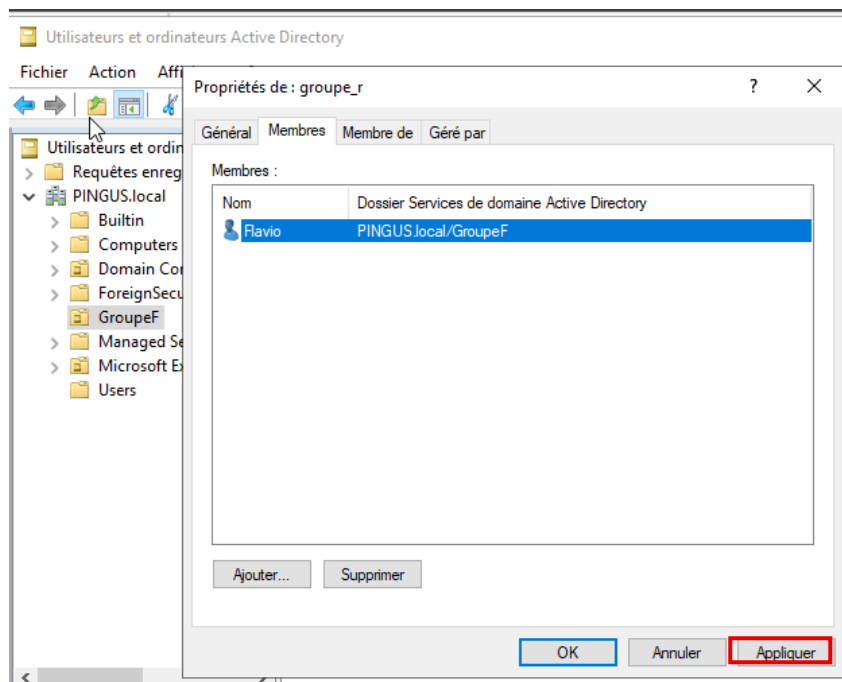 Utilisateurs et ordinateurs Active Directory
Fichier Action Affi
Propriétés de : groupe_r ? ×
Général Membres Membre de Géré par
Membres :
Nom Dossier Services de domaine Active Directory
Flavio PINGUS.local/GroupeF
Utilisateurs et ordin
Requêtes enreg
PINGUS.local
Builtin
Computers
Domain Cor
ForeignSecu
GroupeF
Managed Se
Microsoft Ex
Users
Ajouter... Supprimer
OK Annuler Appliquer